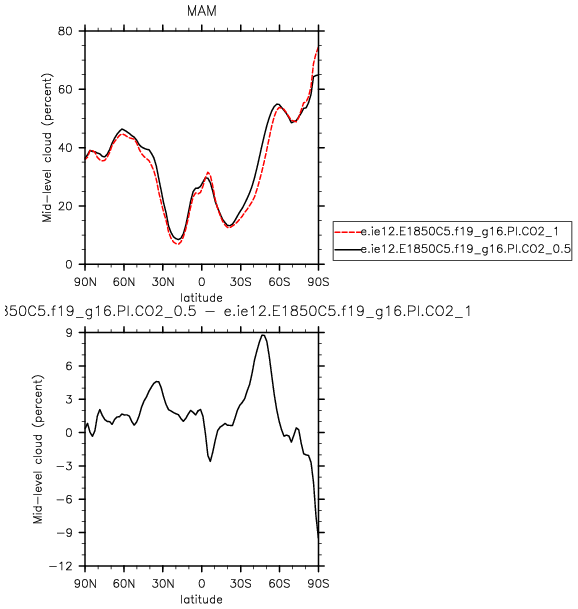 MAM
Mid-level cloud (percent)
80
60
40
20
0
90N 60N 30N 0 30S 60S 90S
latitude
e.ie12.E1850C5.f19_g16.PI.CO2_1
e.ie12.E1850C5.f19_g16.PI.CO2_0.5
350C5.f19_g16.PI.CO2_0.5 − e.ie12.E1850C5.f19_g16.PI.CO2_1
Mid-level cloud (percent)
9
6
3
0
−3
−6
−9
−12
90N 60N 30N 0 30S 60S 90S
latitude